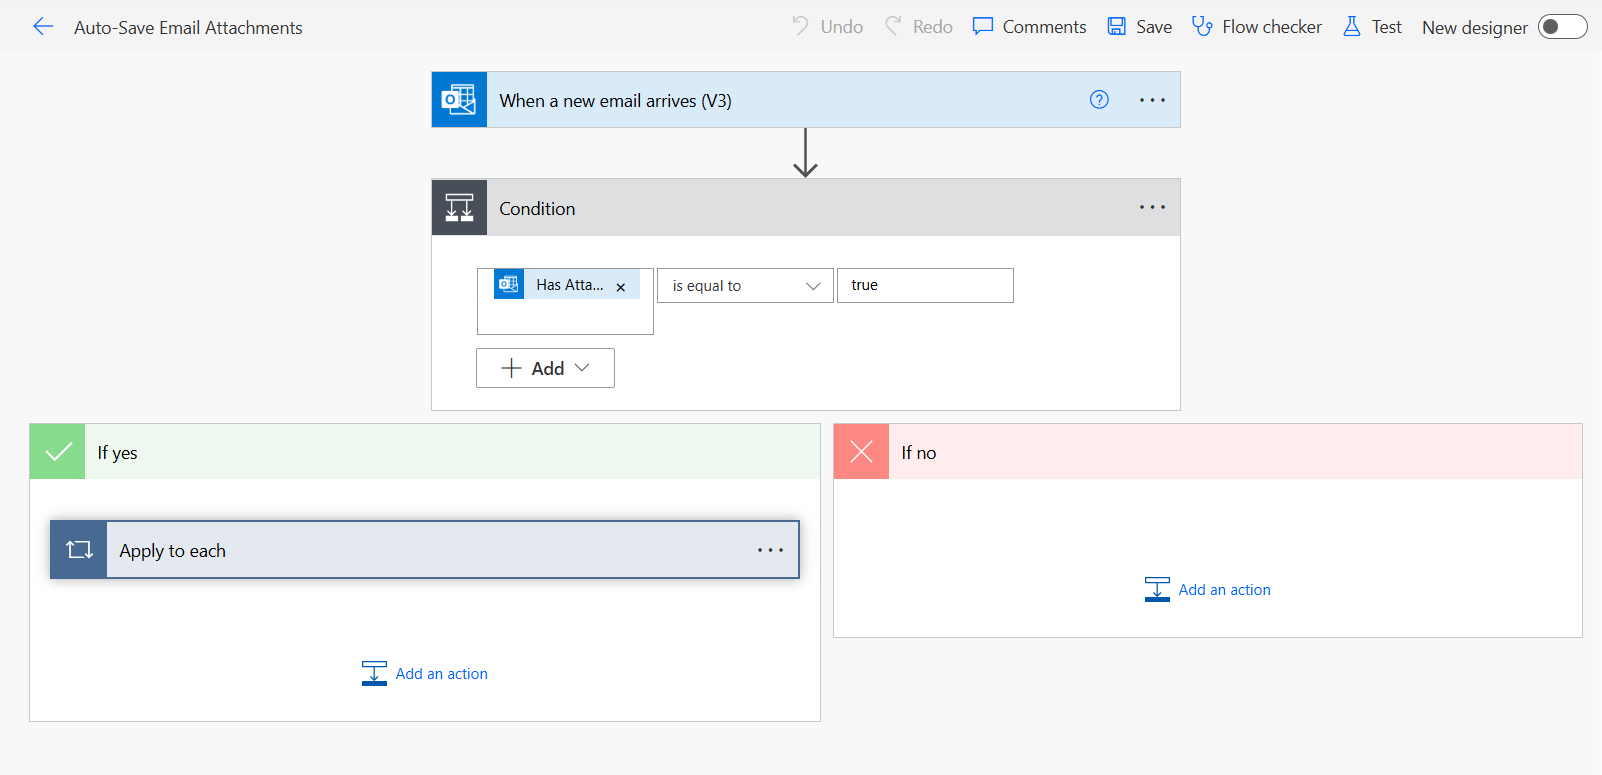 Auto-Save Email Attachments Undo Redo Comments Save Flow checker Test New designer
When a new email arrives (V3)
Condition
Has Atta... is equal to true
Add
If yes If no
Apply to each
Add an action
Add an action